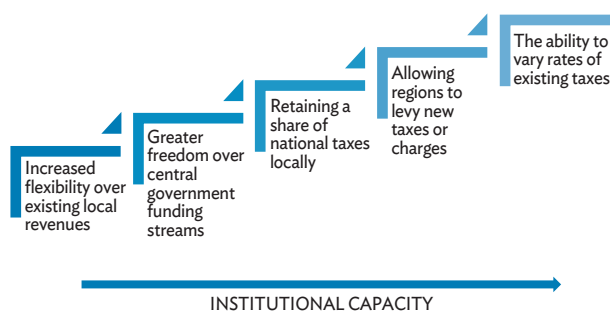 Increased
flexibility over
existing local
revenues
Greater
freedom over
central
government
funding
streams
Retaining a
share of
national taxes
locally
Allowing
regions to
levy new
taxes or
charges
The ability to
vary rates of
existing taxes
INSTITUTIONAL CAPACITY